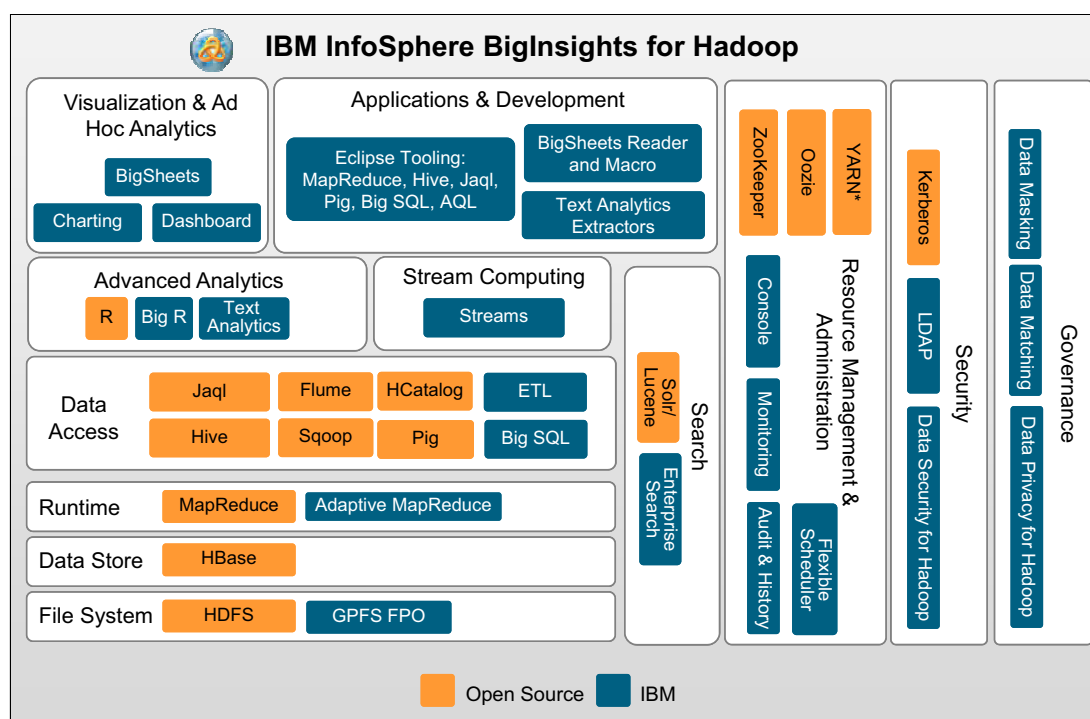 IBM InfoSphere BigInsights for Hadoop
Visualization & Ad
Hoc Analytics
BigSheets
Charting
Dashboard
Applications & Development
Eclipse Tooling:
MapReduce, Hive, Jaql,
Pig, Big SQL, AQL
BigSheets Reader
and Macro
Text Analytics
Extractors
Advanced Analytics
R
Big R
Text
Analytics
Stream Computing
Streams
Data
Access
Jaql
Flume
HCatalog
ETL
Hive
Sqoop
Pig
Big SQL
Runtime
MapReduce
Adaptive MapReduce
Data Store
HBase
File System
HDFS
GPFS FPO
Search
Solr/
Lucene
Enterprise
Search
Resource Management &
Administration
ZooKeeper
Oozie
YARN*
Console
Monitoring
Audit & History
Flexible
Scheduler
Security
Kerberos
LDAP
Data Security for Hadoop
Governance
Data Masking
Data Matching
Data Privacy for Hadoop
Open Source
IBM